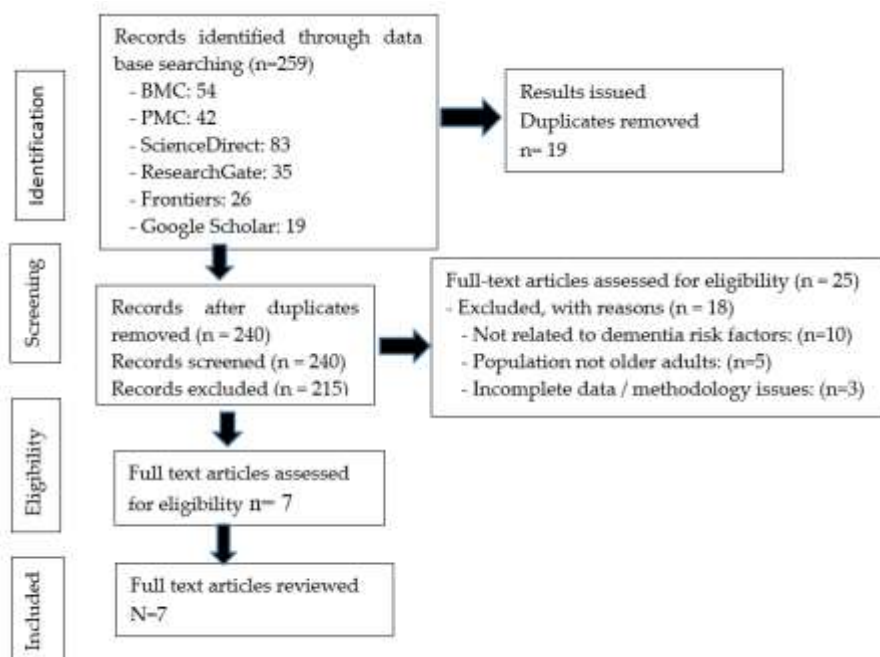 Identification
Records identified through data
base searching (n=259)
- BMC: 54
- PMC: 42
- ScienceDirect: 83
- ResearchGate: 35
- Frontiers: 26
- Google Scholar: 19
Results issued
Duplicates removed
n= 19
Screening
Records after duplicates
removed (n = 240)
Records screened (n = 240)
Records excluded (n = 215)
Full-text articles assessed for eligibility (n = 25)
- Excluded, with reasons (n = 18)
- Not related to dementia risk factors: (n=10)
- Population not older adults: (n=5)
- Incomplete data / methodology issues: (n=3)
Eligibility
Full text articles assessed
for eligibility n= 7
Included
Full text articles reviewed
N=7